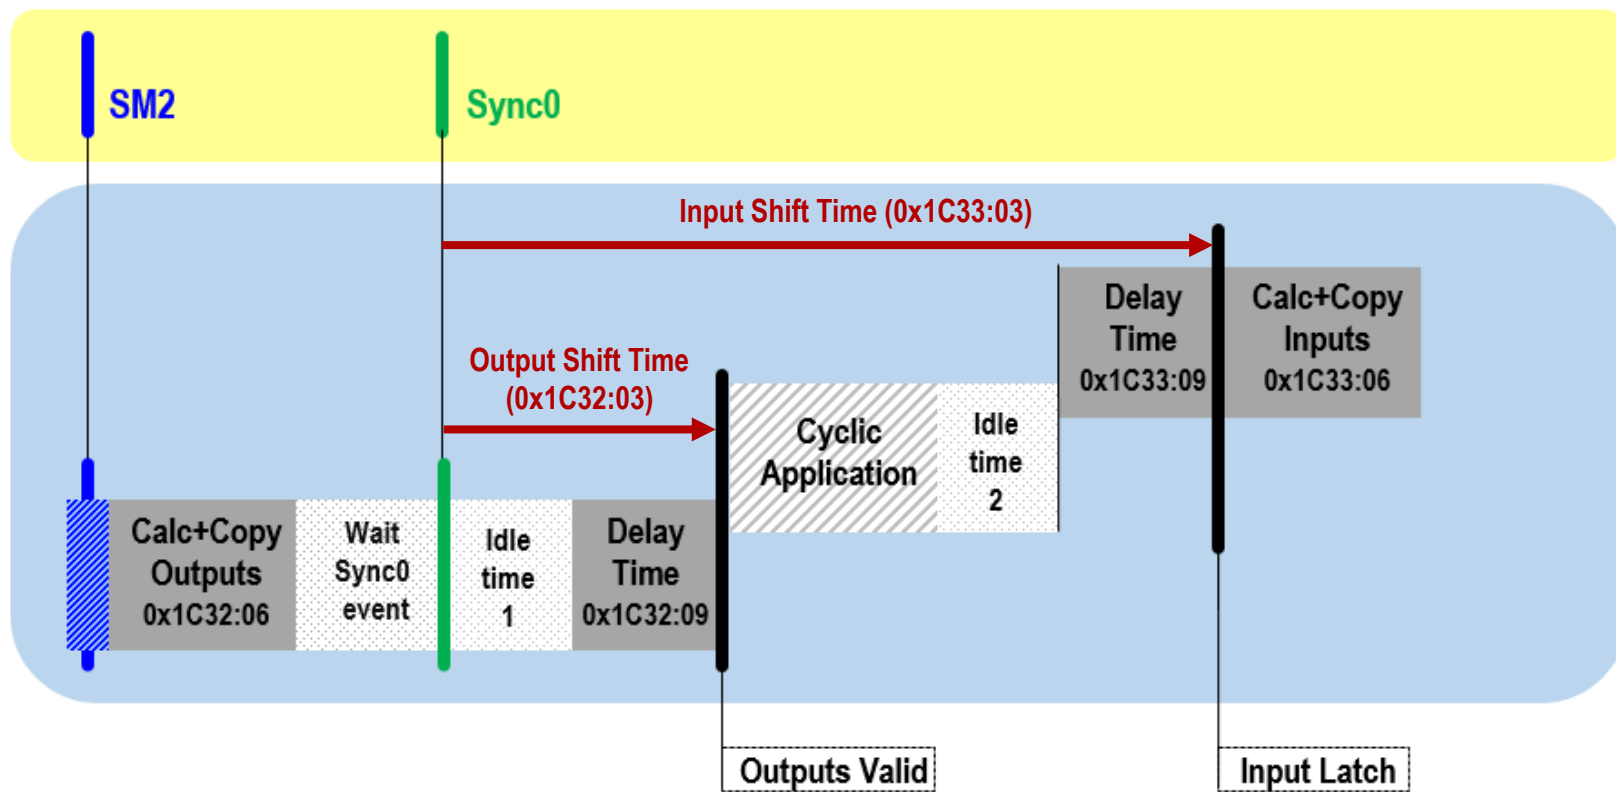 SM2
Sync0
Input Shift Time (0x1C33:03)
Delay
Time
0x1C33:09
Calc+Copy
Inputs
0x1C33:06
Output Shift Time
(0x1C32:03)
Cyclic
Application
Idle
time
2
Calc+Copy
Outputs
0x1C32:06
Wait
Sync0
event
Idle
time
1
Delay
Time
0x1C32:09
Outputs Valid
Input Latch